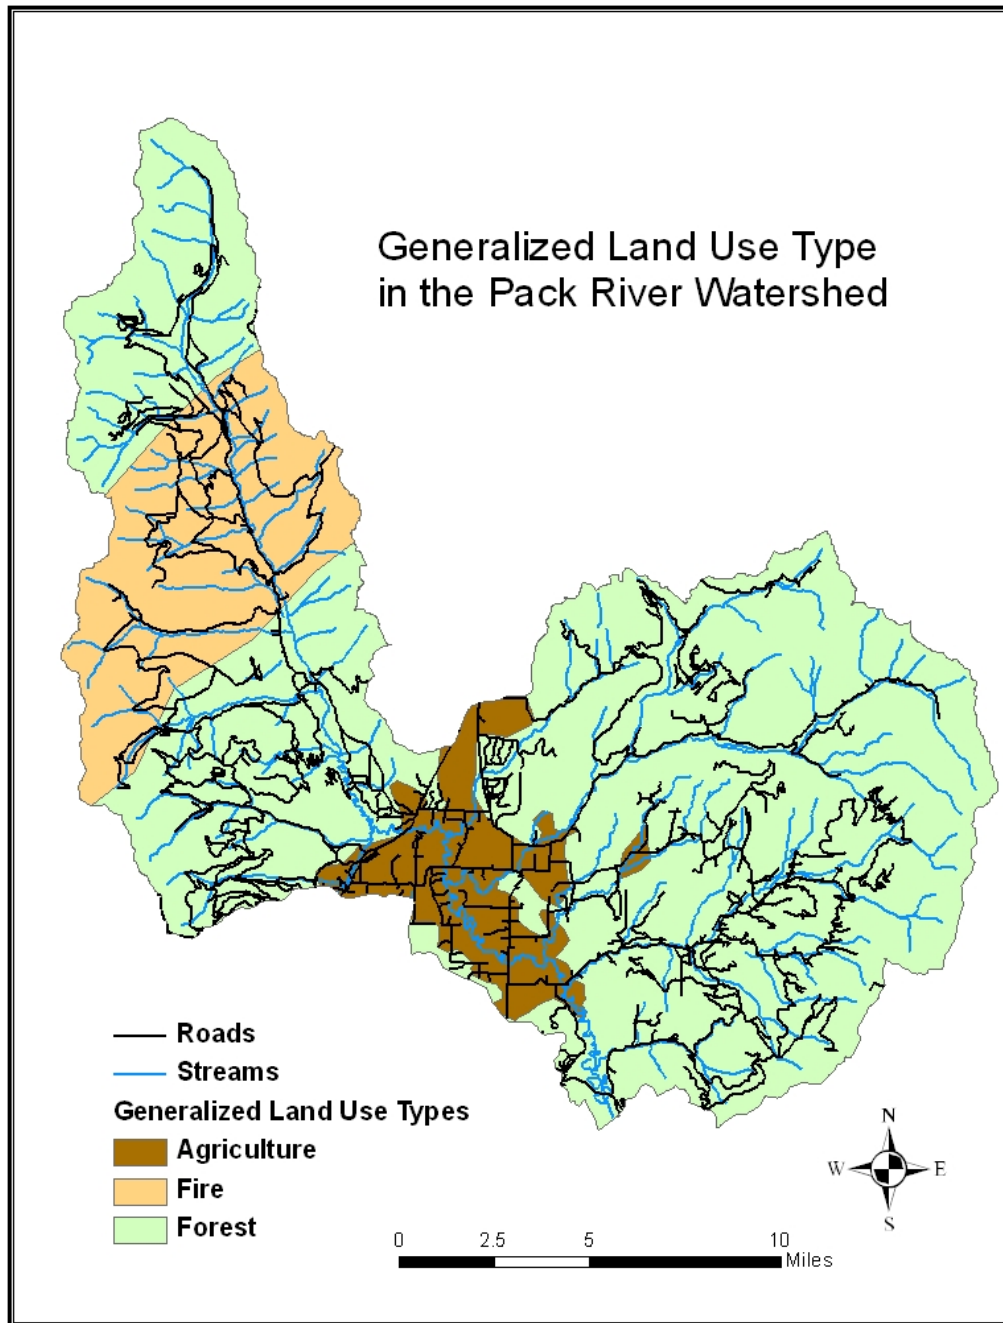 Generalized Land Use Type
in the Pack River Watershed
Roads
Streams
Generalized Land Use Types
Agriculture
Fire
Forest
N
W E
S
0 2.5 5 10
Miles